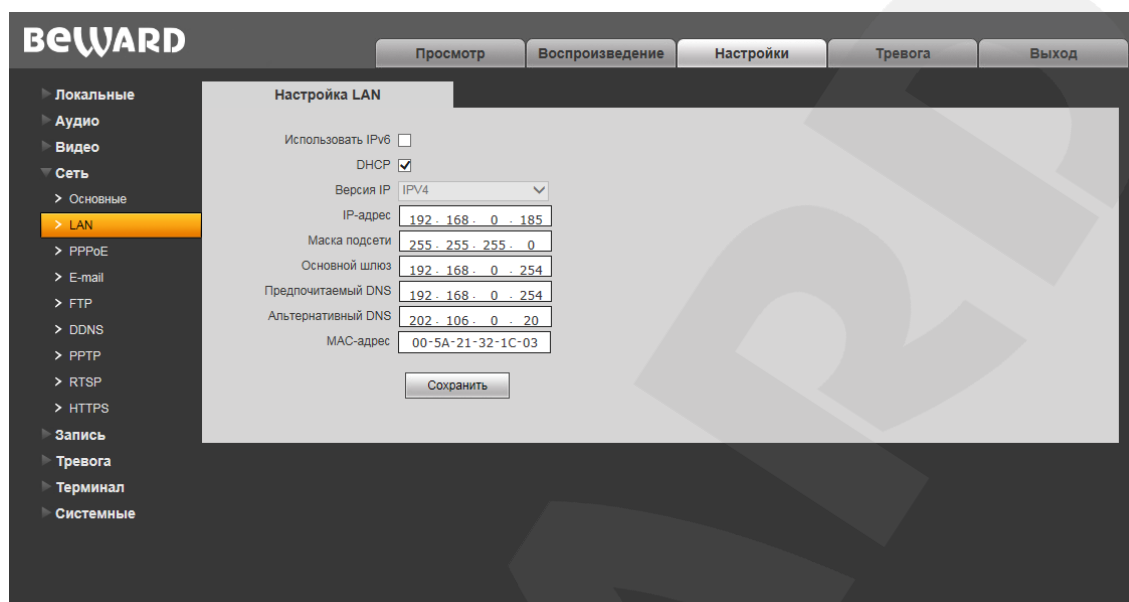 BEWARD
Просмотр Воспроизведение Настройки Тревога Выход
Локальные
Аудио
Видео
Сеть
> Основные
> LAN
> PPPoE
> E-mail
> FTP
> DDNS
> PPTP
> RTSP
> HTTPS
Запись
Тревога
Терминал
Системные
Настройка LAN
Использовать IPv6
DHCP
Версия IP IPV4
IP-адрес 192 . 168 . 0 . 185
Маска подсети 255 . 255 . 255 . 0
Основной шлюз 192 . 168 . 0 . 254
Предпочитаемый DNS 192 . 168 . 0 . 254
Альтернативный DNS 202 . 106 . 0 . 20
MAC-адрес 00-5A-21-32-1C-03
Сохранить